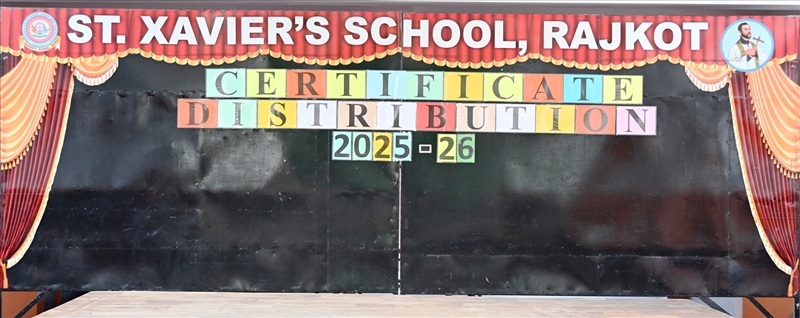 ST. XAVIER'S SCHOOL, RAJKOT
CERTIFICATE
DISTRIBUTION
2025-26